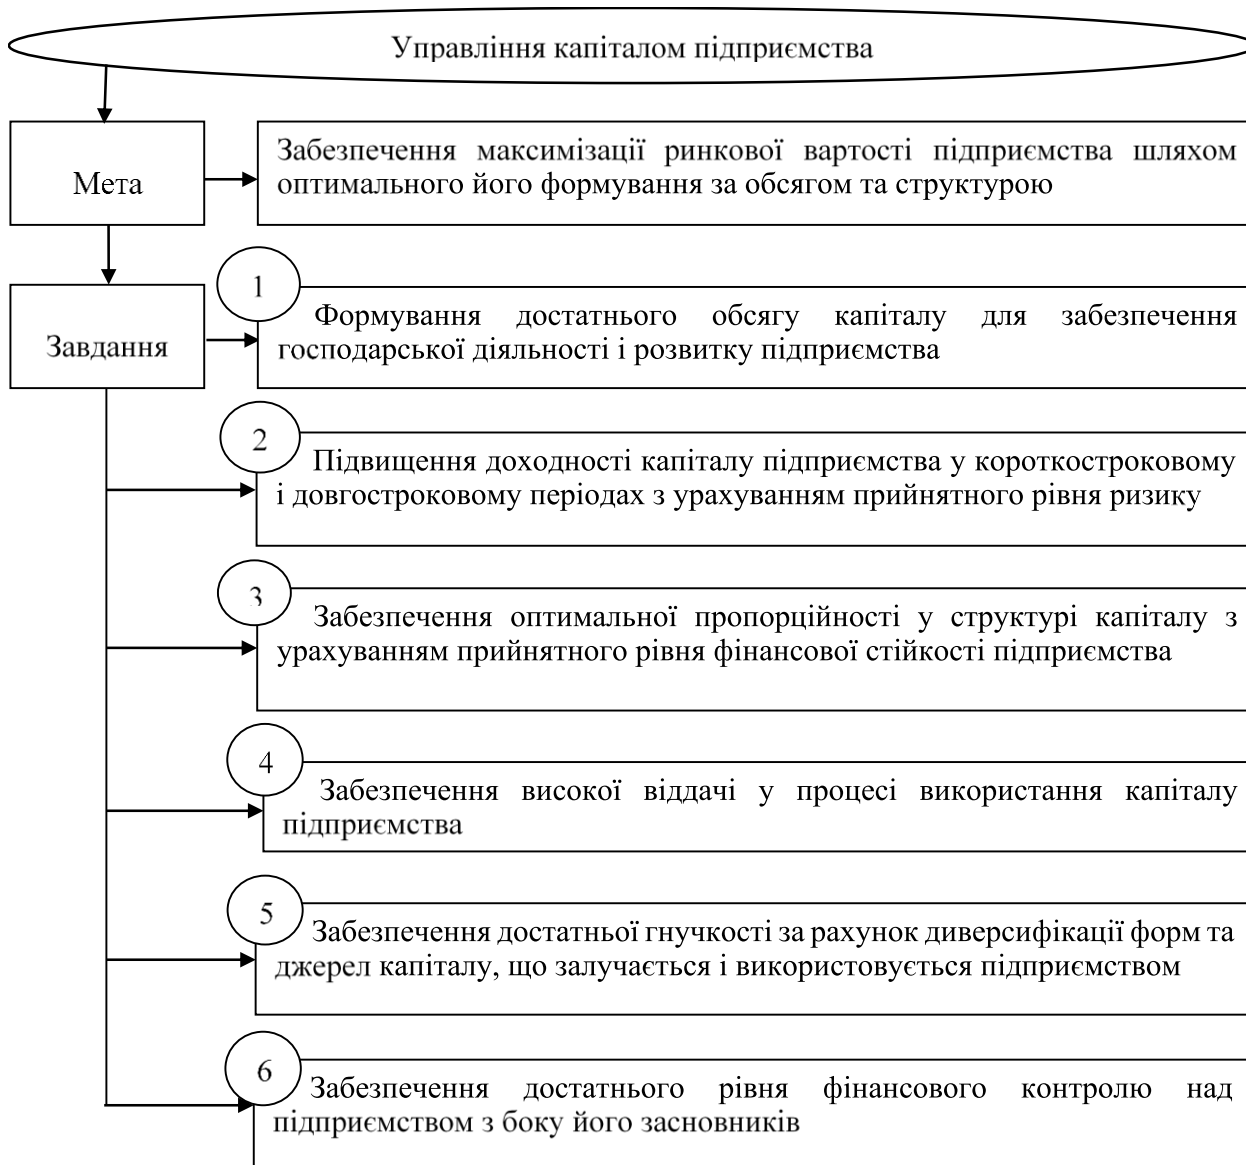 Управління капіталом підприємства
Мета
Забезпечення максимізації ринкової вартості підприємства шляхом
оптимального його формування за обсягом та структурою
Завдання
1
Формування достатнього обсягу капіталу для забезпечення
господарської діяльності і розвитку підприємства
2
Підвищення доходності капіталу підприємства у короткостроковому
і довгостроковому періодах з урахуванням прийнятного рівня ризику
3
Забезпечення оптимальної пропорційності у структурі капіталу з
урахуванням прийнятного рівня фінансової стійкості підприємства
4
Забезпечення високої віддачі у процесі використання капіталу
підприємства
5
Забезпечення достатньої гнучкості за рахунок диверсифікації форм та
джерел капіталу, що залучається і використовується підприємством
6
Забезпечення достатнього рівня фінансового контролю над
підприємством з боку його засновників